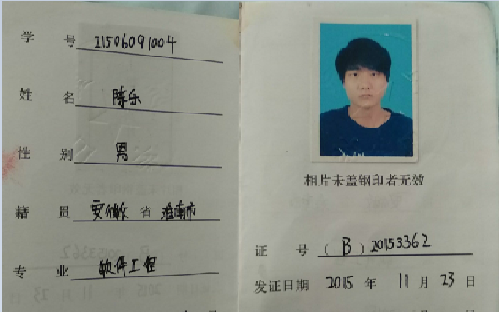 学 号 21506091004
姓 名 陈乐
性 别 男
籍 贯 安徽 省 淮南市
专 业 软件工程
相片未盖钢印者无效
证 号 (B) 20153362
发证日期 2015 年 11 月 23 日